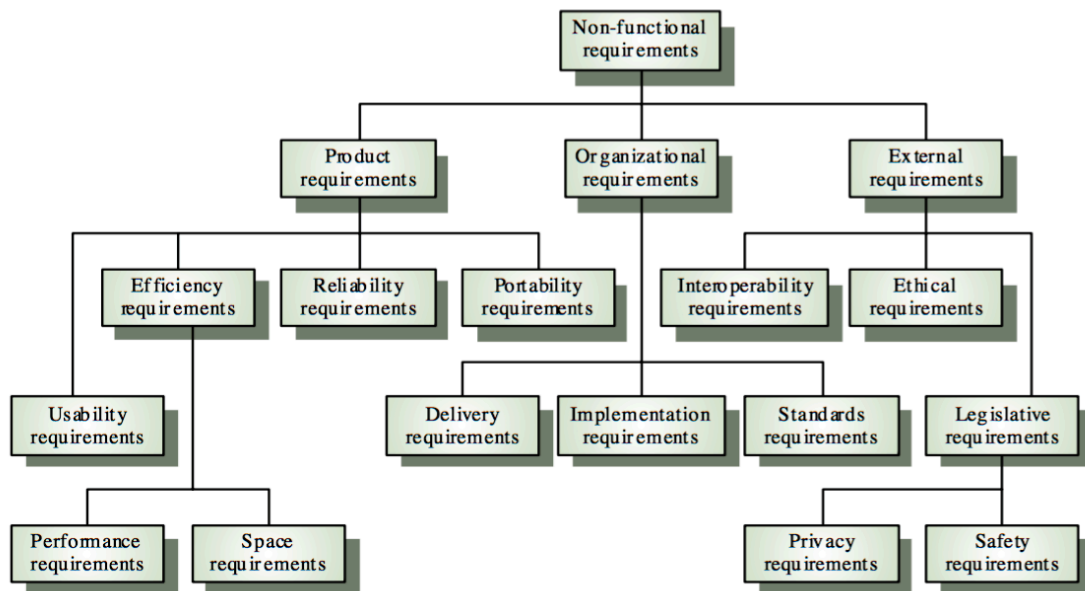 Non-functional
requirements
Product
requirements
Organizational
requirements
External
requirements
Efficiency
requirements
Reliability
requirements
Portability
requirements
Interoperability
requirements
Ethical
requirements
Usability
requirements
Delivery
requirements
Implementation
requirements
Standards
requirements
Legislative
requirements
Performance
requirements
Space
requirements
Privacy
requirements
Safety
requirements